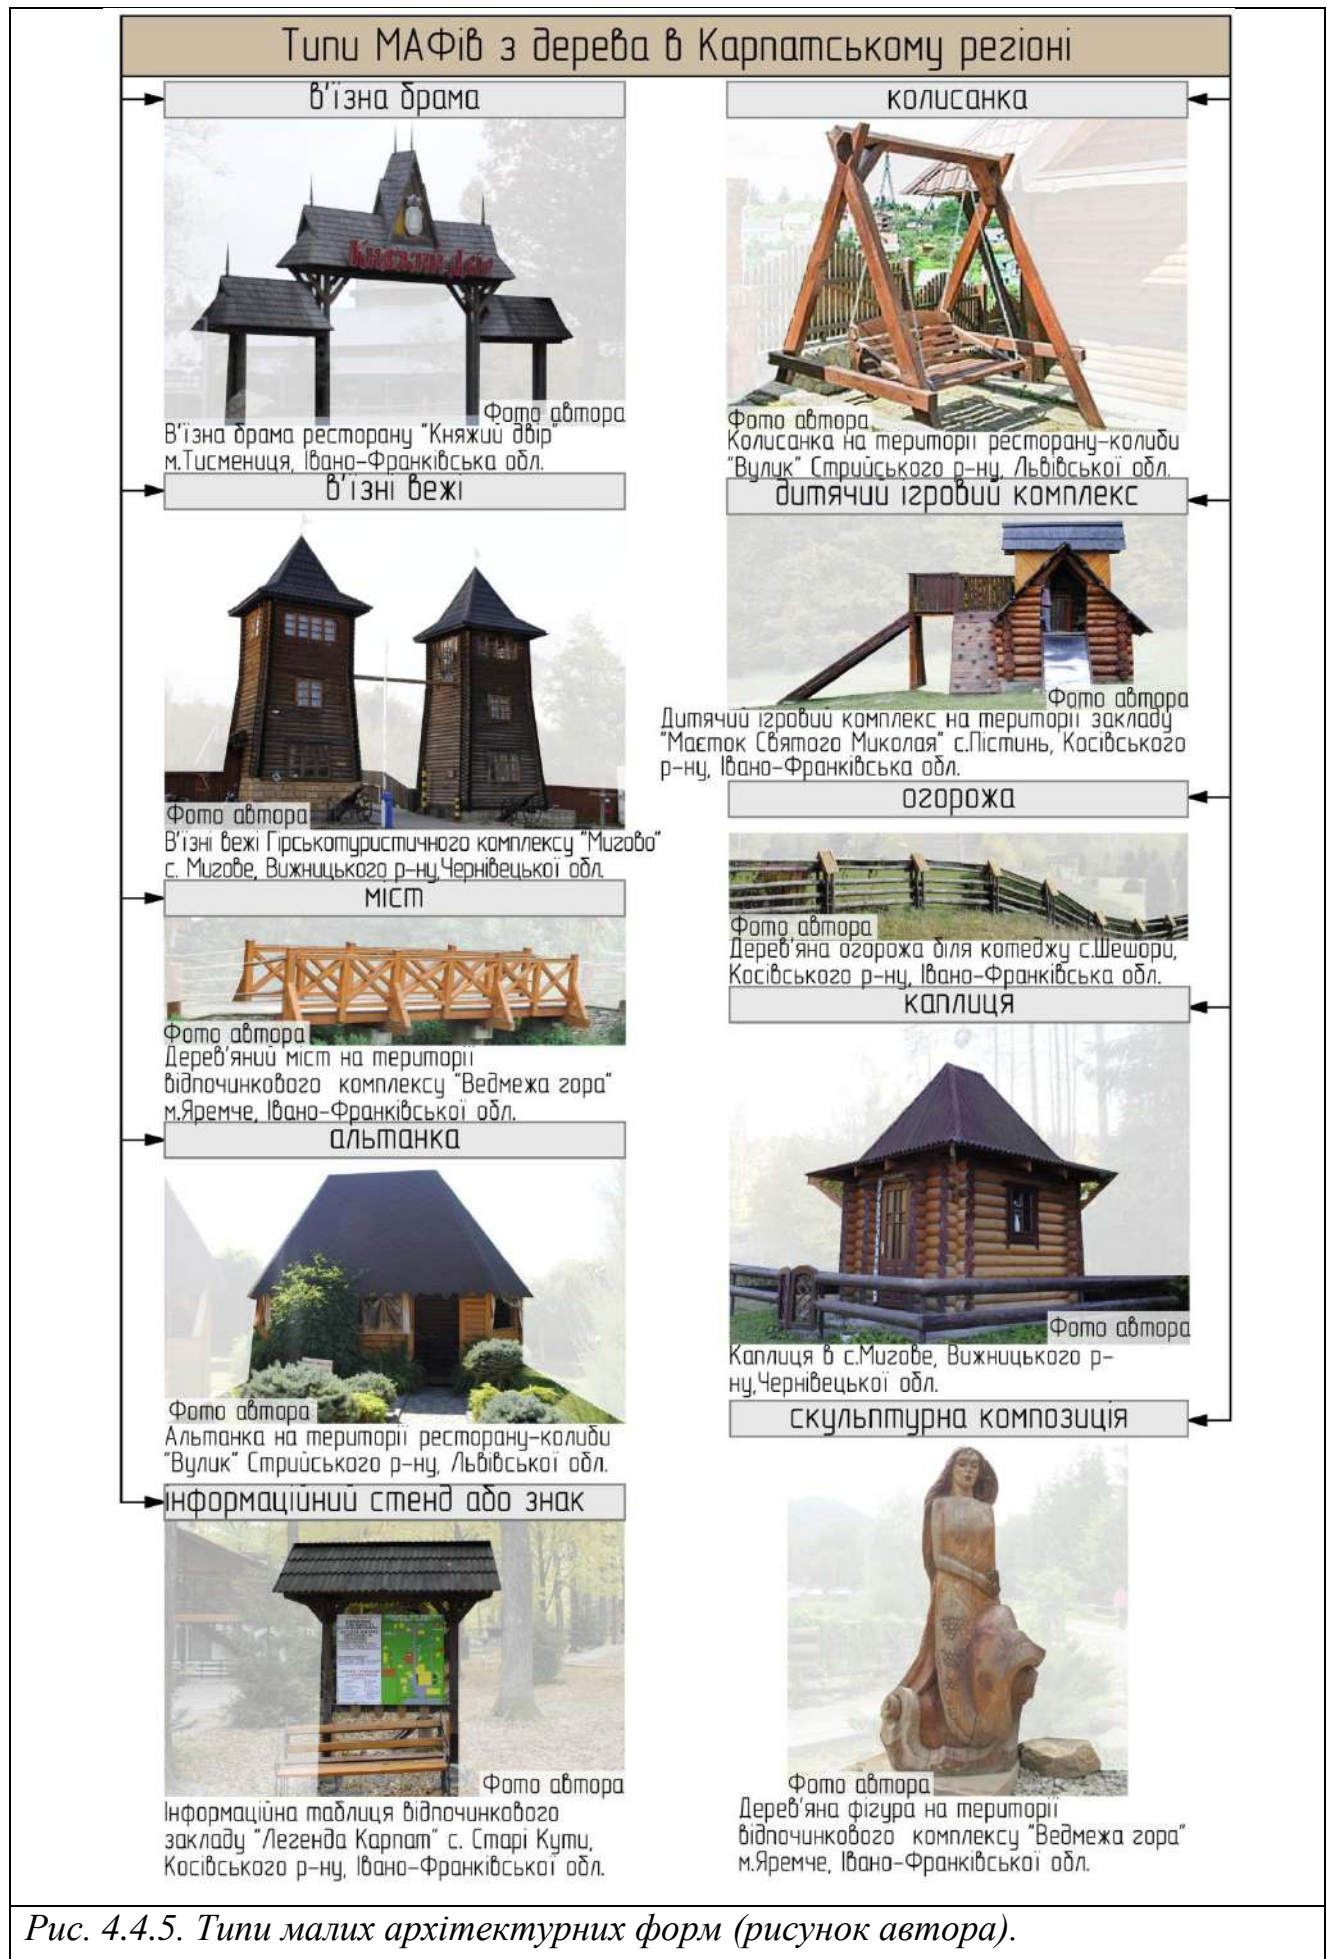 Типи МАФів з дерева в Карпатському регіоні
в'їзна брама
Княжий Двір
Фото автора
В'їзна брама ресторану "Княжий двір"
м.Тисмениця, Івано-Франківська обл.
в'їзні вежі
Фото автора
В'їзні вежі Гірськотуристичного комплексу "Мигово"
с. Мигове, Вижницького р-ну,Чернівецької обл.
міст
Фото автора
Дерев'яний міст на території
відпочинкового комплексу "Ведмежа гора"
м.Яремче, Івано-Франківської обл.
альтанка
Фото автора
Альтанка на території ресторану-колиби
"Вулик" Стрийського р-ну, Львівської обл.
інформаційний стенд або знак
Фото автора
Інформаційна таблиця відпочинкового
закладу "Легенда Карпат" с. Старі Кути,
Косівського р-ну, Івано-Франківської обл.
колисанка
Фото автора
Колисанка на території ресторану-колиби
"Вулик" Стрийського р-ну, Львівської обл.
дитячий ігровий комплекс
Фото автора
Дитячий ігровий комплекс на території закладу
"Маєток Святого Миколая" с.Пістинь, Косівського
р-ну, Івано-Франківська обл.
огорожа
Фото автора
Дерев'яна огорожа біля котеджу с.Шешори,
Косівського р-ну, Івано-Франківська обл.
каплиця
Фото автора
Каплиця в с.Мигове, Вижницького р-
ну,Чернівецької обл.
скульптурна композиція
Фото автора
Дерев'яна фігура на території
відпочинкового комплексу "Ведмежа гора"
м.Яремче, Івано-Франківської обл.
Рис. 4.4.5. Типи малих архітектурних форм (рисунок автора).